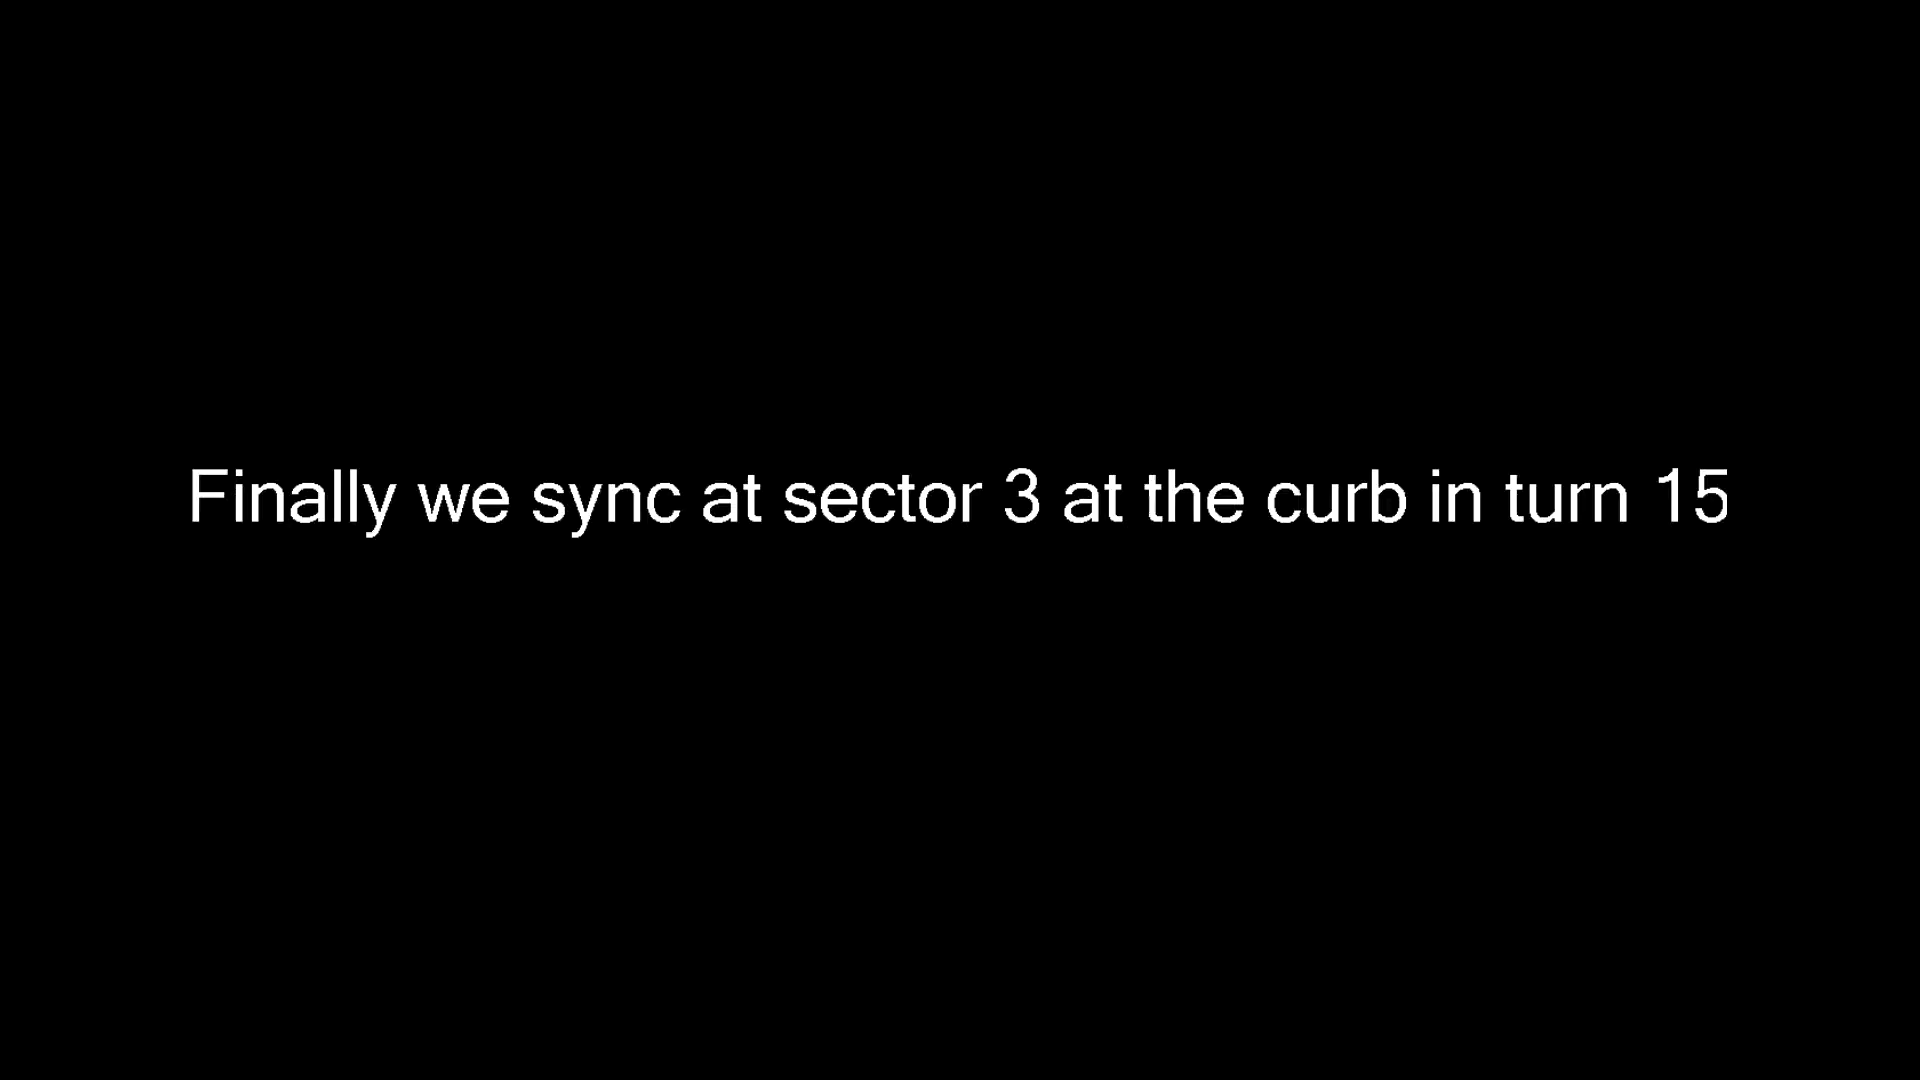 Finally we sync at sector 3 at the curb in turn 15